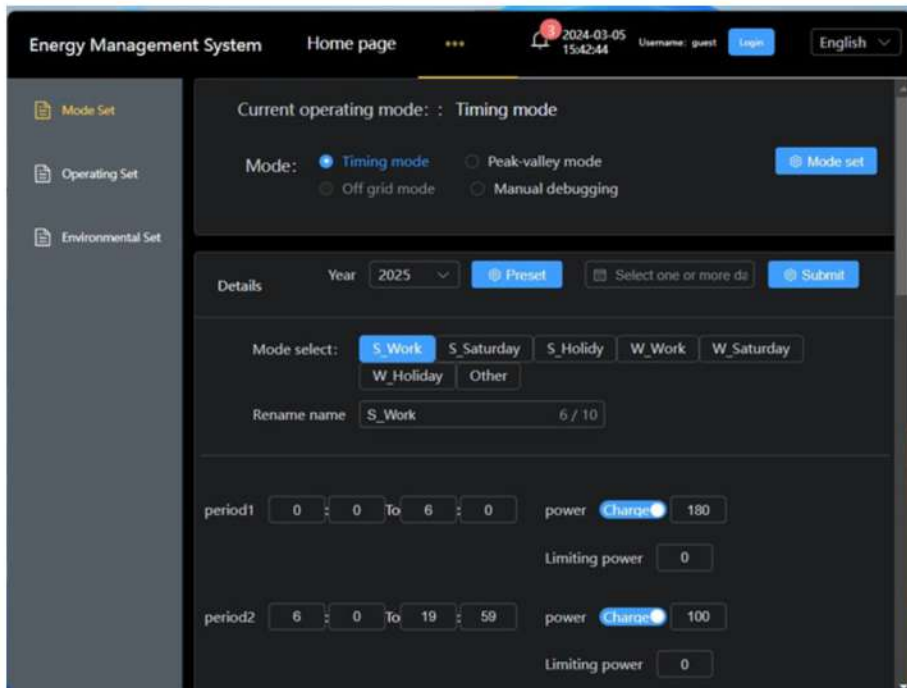 Energy Management System Home page ••• 3 2024-03-05 15:42:44 Username: guest Login English
Mode Set
Operating Set
Environmental Set
Current operating mode: : Timing mode
Mode: Timing mode Peak-valley mode Mode set
Off grid mode Manual debugging
Details Year 2025 Preset Select one or more da Submit
Mode select: S_Work S_Saturday S_Holidy W_Work W_Saturday
W_Holiday Other
Rename name S_Work 6 / 10
period1 0 : 0 To 6 : 0 power Charge 180
Limiting power 0
period2 6 : 0 To 19 : 59 power Charge 100
Limiting power 0